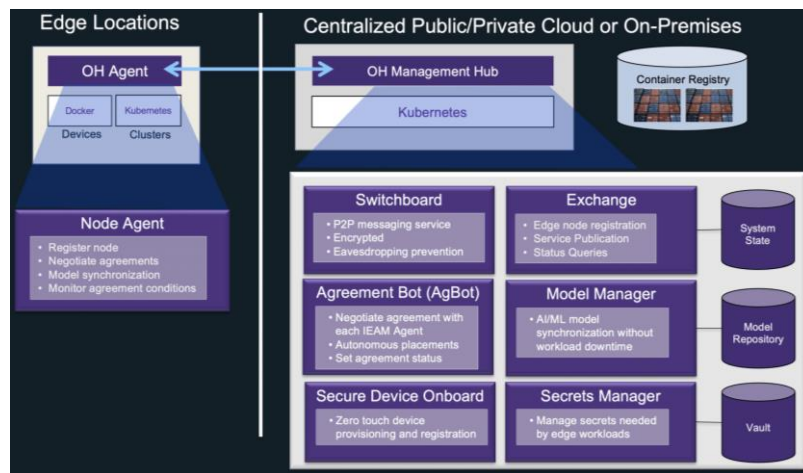 Edge Locations
OH Agent
Docker
Kubernetes
Devices
Clusters
Node Agent
• Register node
• Negotiate agreements
• Model synchronization
• Monitor agreement conditions
Centralized Public/Private Cloud or On-Premises
OH Management Hub
Kubernetes
Container Registry
Switchboard
• P2P messaging service
• Encrypted
• Eavesdropping prevention
Exchange
• Edge node registration
• Service Publication
• Status Queries
System
State
Agreement Bot (AgBot)
• Negotiate agreement with
each IEAM Agent
• Autonomous placements
• Set agreement status
Model Manager
• AI/ML model
synchronization without
workload downtime
Model
Repository
Secure Device Onboard
• Zero touch device
provisioning and registration
Secrets Manager
• Manage secrets needed
by edge workloads
Vault